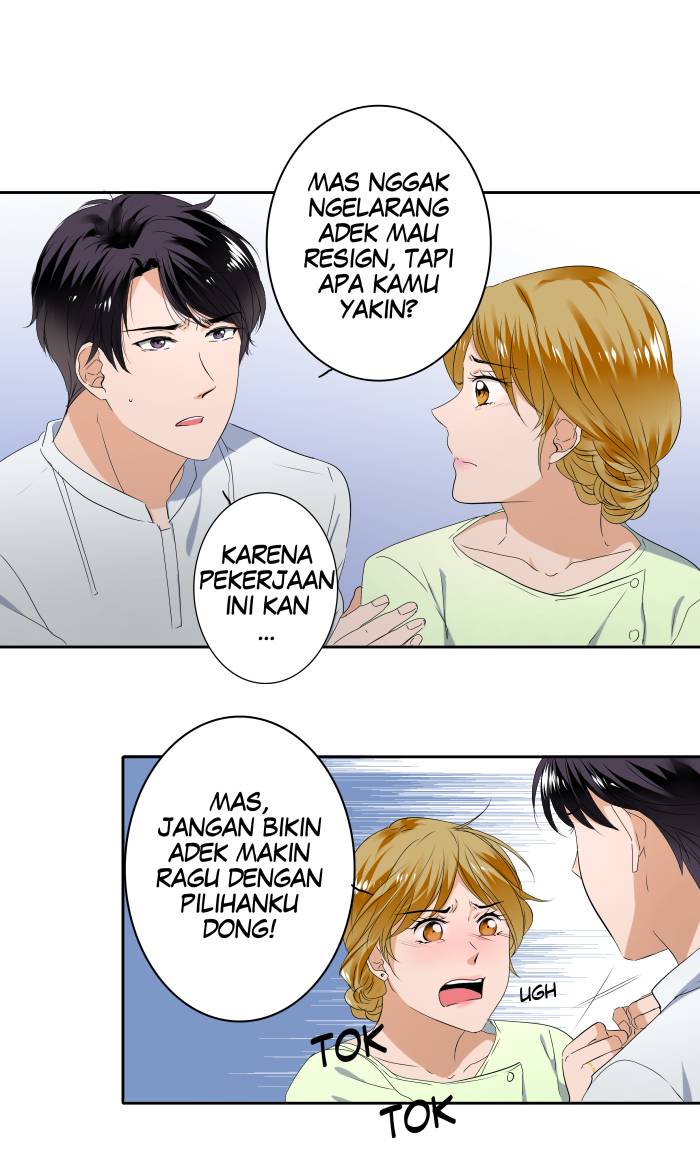 MAS NGGAK
NGELARANG
ADEK MAU
RESIGN, TAPI
APA KAMU
YAKIN?
KARENA
PEKERJAAN
INI KAN
...
MAS,
JANGAN BIKIN
ADEK MAKIN
RAGU DENGAN
PILIHANKU
DONG!
UGH
TOK
TOK